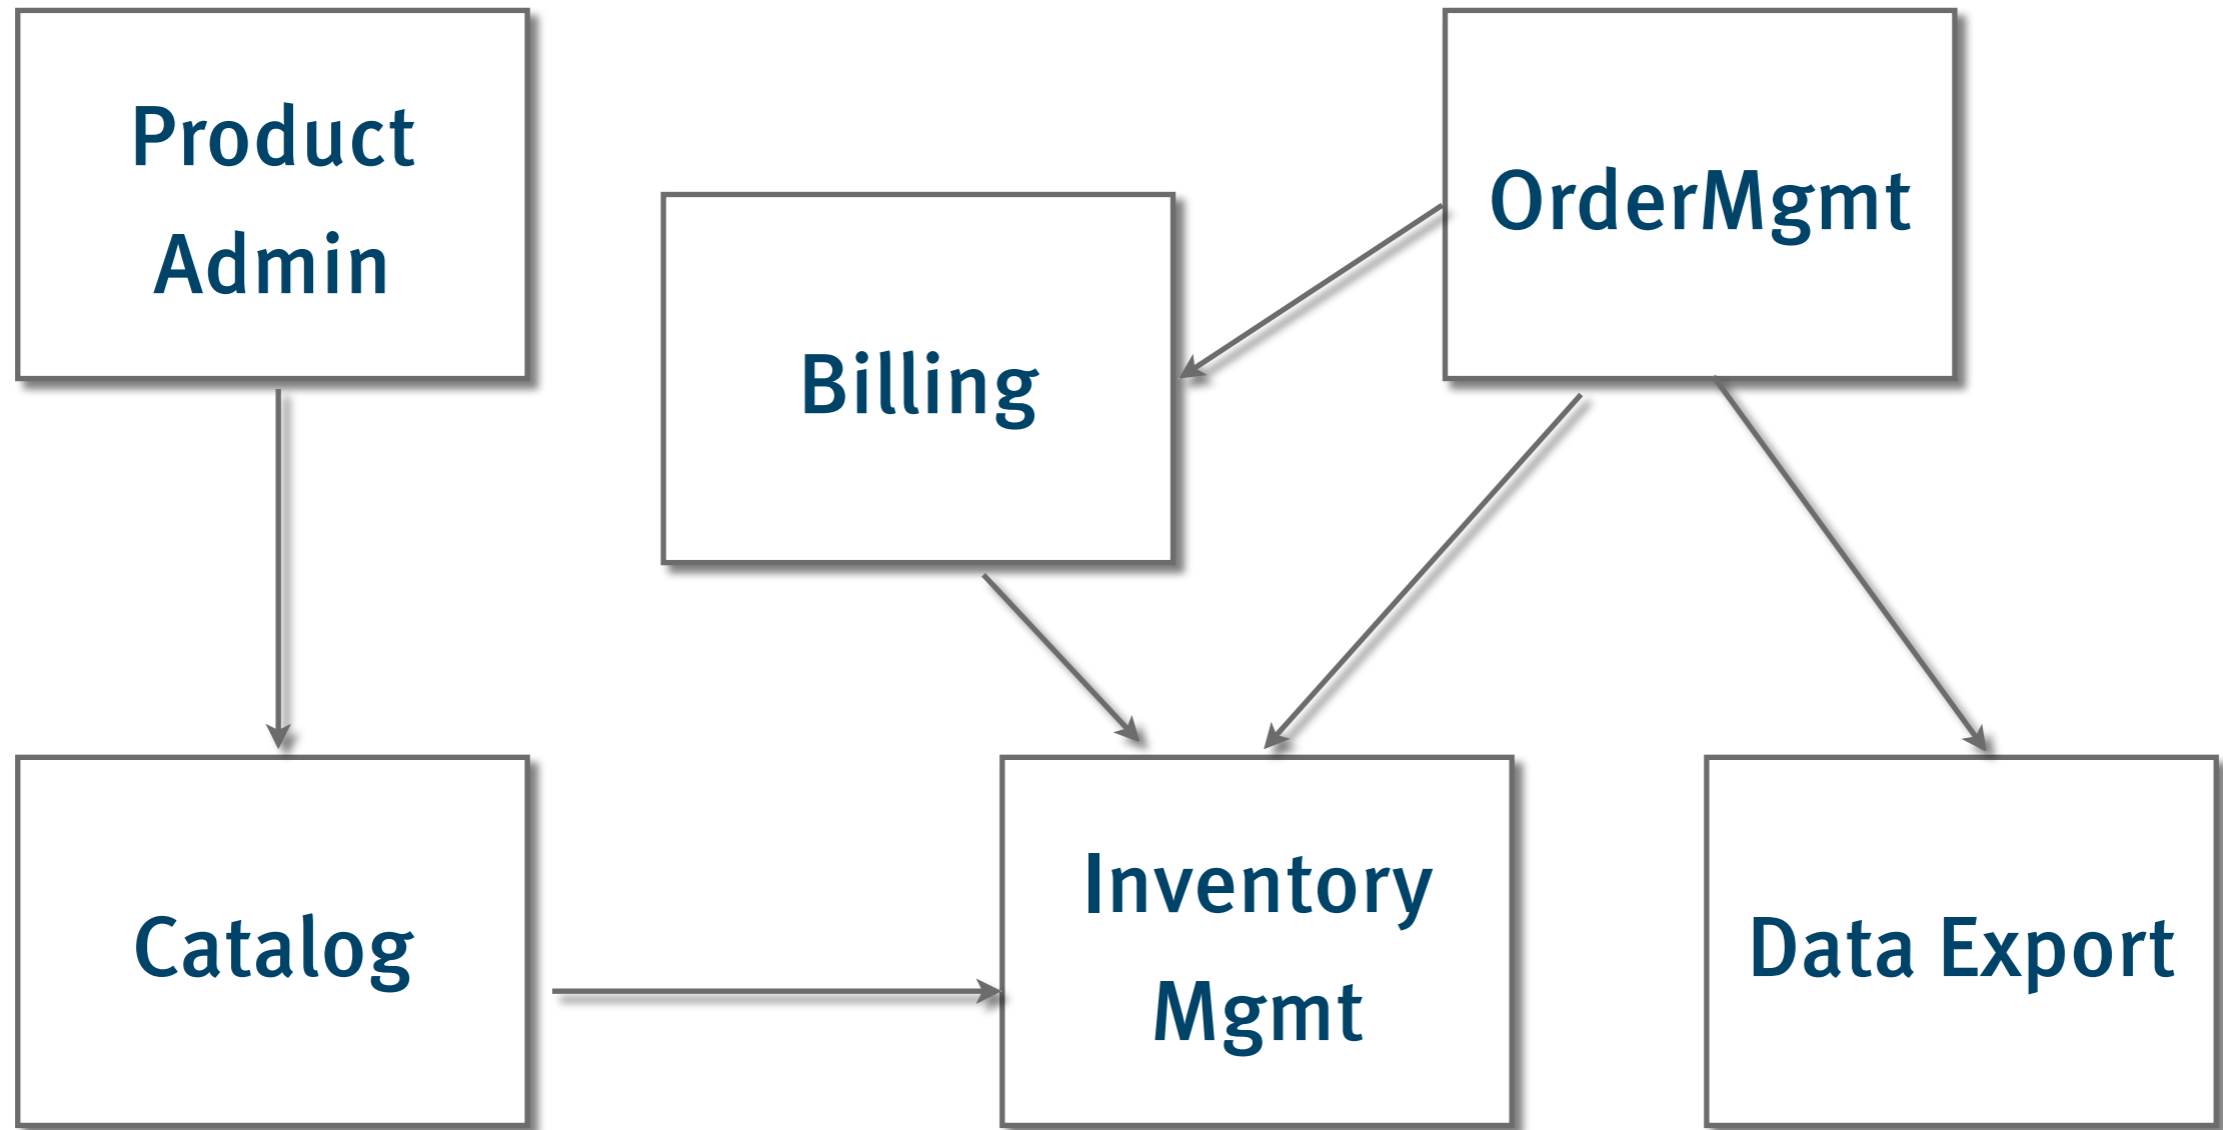 Product
Admin
OrderMgmt
Billing
Catalog
Inventory
Mgmt
Data Export